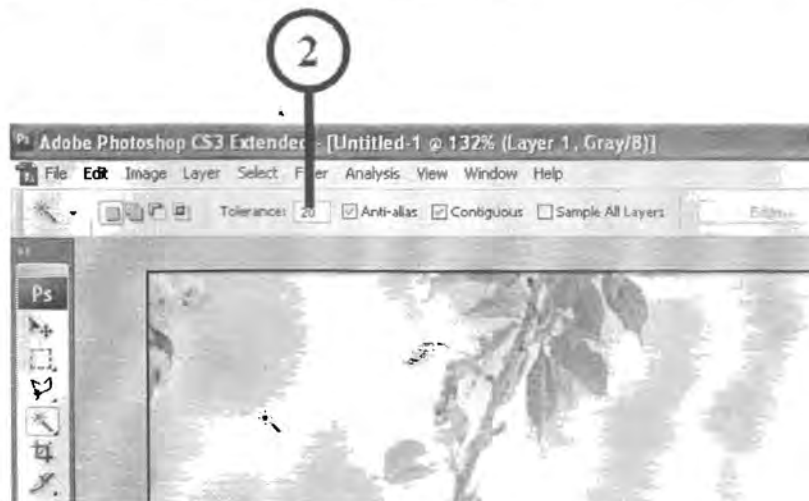 2
Ps Adobe Photoshop CS3 Extended - [Untitled-1 @ 132% (Layer 1, Gray/8)]
File Edit Image Layer Select Filter Analysis View Window Help
Tolerance: 20 Anti-alias Contiguous Sample All Layers
Ps